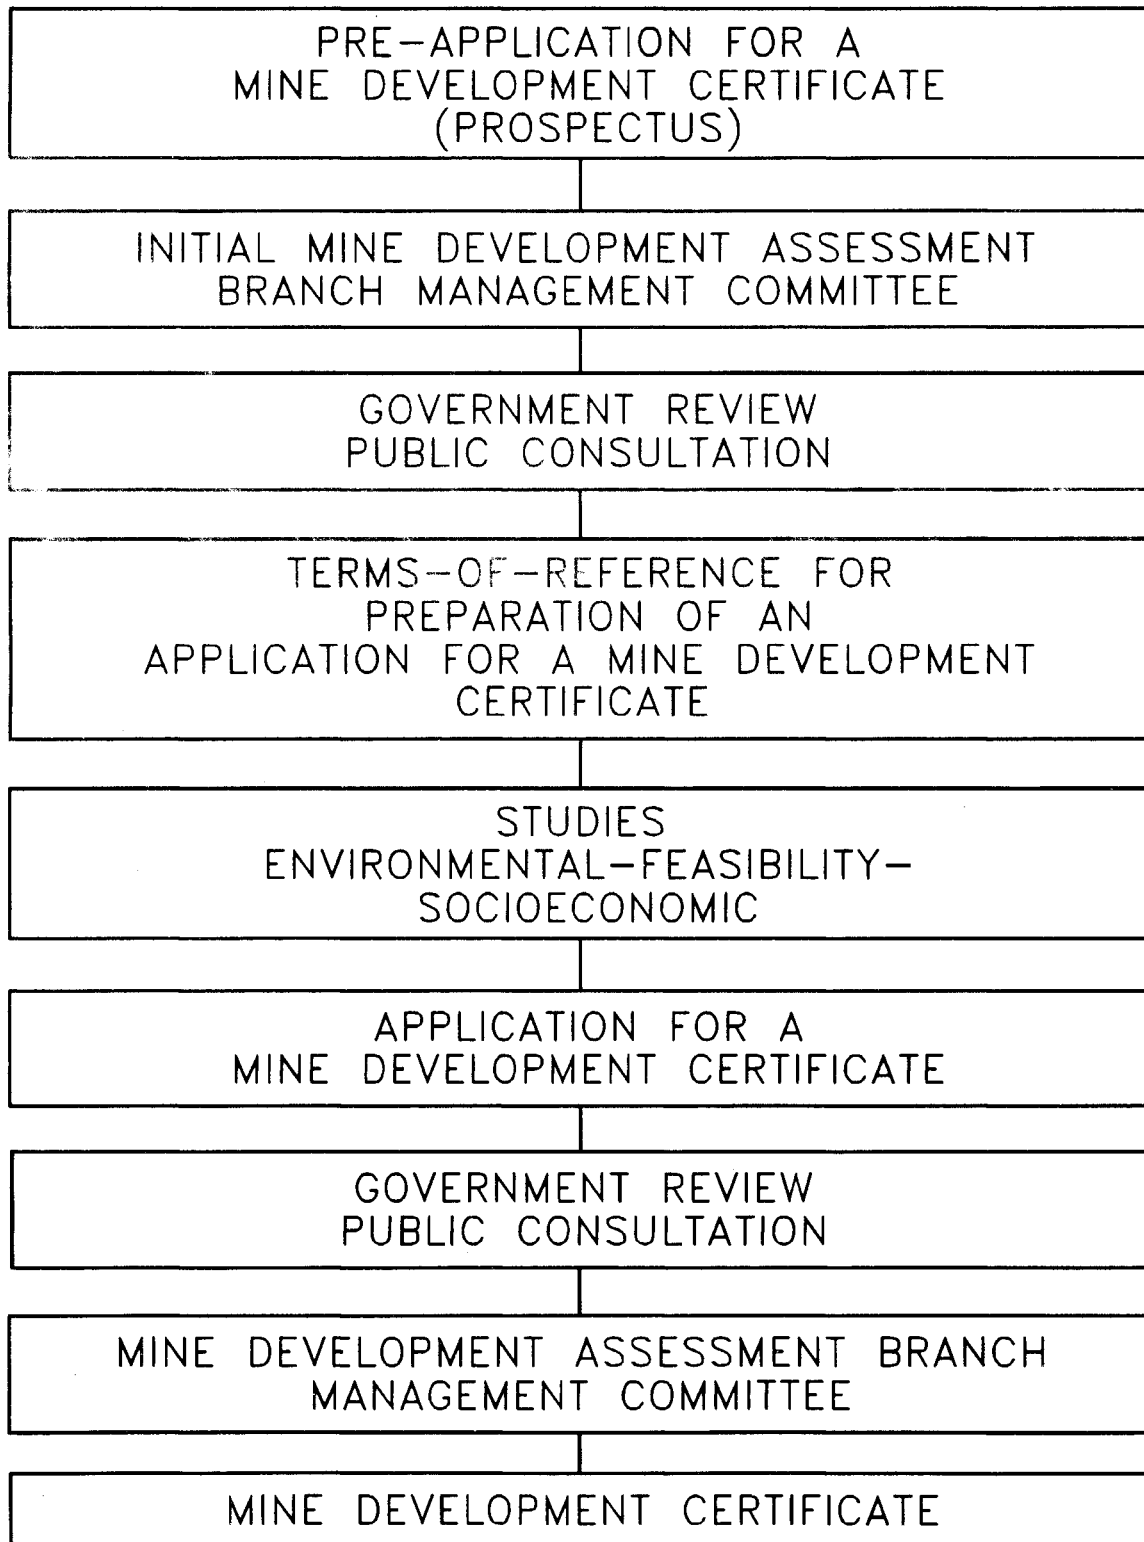 PRE-APPLICATION FOR A
MINE DEVELOPMENT CERTIFICATE
(PROSPECTUS)
INITIAL MINE DEVELOPMENT ASSESSMENT
BRANCH MANAGEMENT COMMITTEE
GOVERNMENT REVIEW
PUBLIC CONSULTATION
TERMS-OF-REFERENCE FOR
PREPARATION OF AN
APPLICATION FOR A MINE DEVELOPMENT
CERTIFICATE
STUDIES
ENVIRONMENTAL-FEASIBILITY-
SOCIOECONOMIC
APPLICATION FOR A
MINE DEVELOPMENT CERTIFICATE
GOVERNMENT REVIEW
PUBLIC CONSULTATION
MINE DEVELOPMENT ASSESSMENT BRANCH
MANAGEMENT COMMITTEE
MINE DEVELOPMENT CERTIFICATE